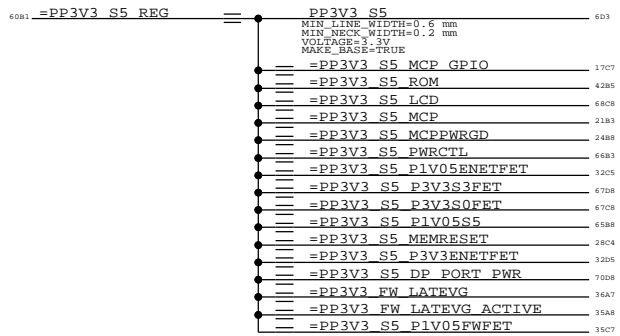 60B1 =PP3V3_S5_REG PP3V3_S5 6D3
MIN_LINE_WIDTH=0.6 mm
MIN_NECK_WIDTH=0.2 mm
VOLTAGE=3.3V
MAKE_BASE=TRUE
=PP3V3_S5_MCP_GPIO 17C7
=PP3V3_S5_ROM 42B5
=PP3V3_S5_LCD 68C8
=PP3V3_S5_MCP 21B3
=PP3V3_S5_MCPPWRGD 24B8
=PP3V3_S5_PWRCTL 66B3
=PP3V3_S5_P1V05ENETFET 32C5
=PP3V3_S5_P3V3S3FET 67D8
=PP3V3_S5_P3V3S0FET 67C8
=PP3V3_S5_P1V05S5 65B8
=PP3V3_S5_MEMRESET 28C4
=PP3V3_S5_P3V3ENETFET 32D5
=PP3V3_S5_DP_PORT_PWR 70D8
=PP3V3_FW_LATEVG 36A7
=PP3V3_FW_LATEVG_ACTIVE 35A8
=PP3V3_S5_P1V05FWFET 35C7